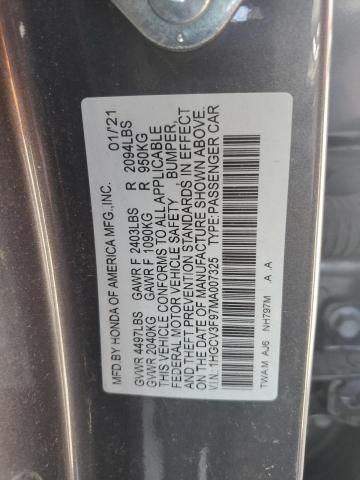 MFD.BY HONDA OF AMERICA MFG.,INC. 01/'21
GVWR 4497LBS GAWR F 2403LBS R 2094LBS
GVWR 2040KG GAWR F 1090KG R 950KG
THIS VEHICLE CONFORMS TO ALL APPLICABLE
FEDERAL MOTOR VEHICLE SAFETY BUMPER,
AND THEFT PREVENTION STANDARDS IN EFFECT
ON THE DATE OF MANUFACTURE SHOWN ABOVE.
VIN: 1HGCV3F97MA007325 TYPE:PASSENGER CAR
TWA.M AJ6 NH797M .A .A